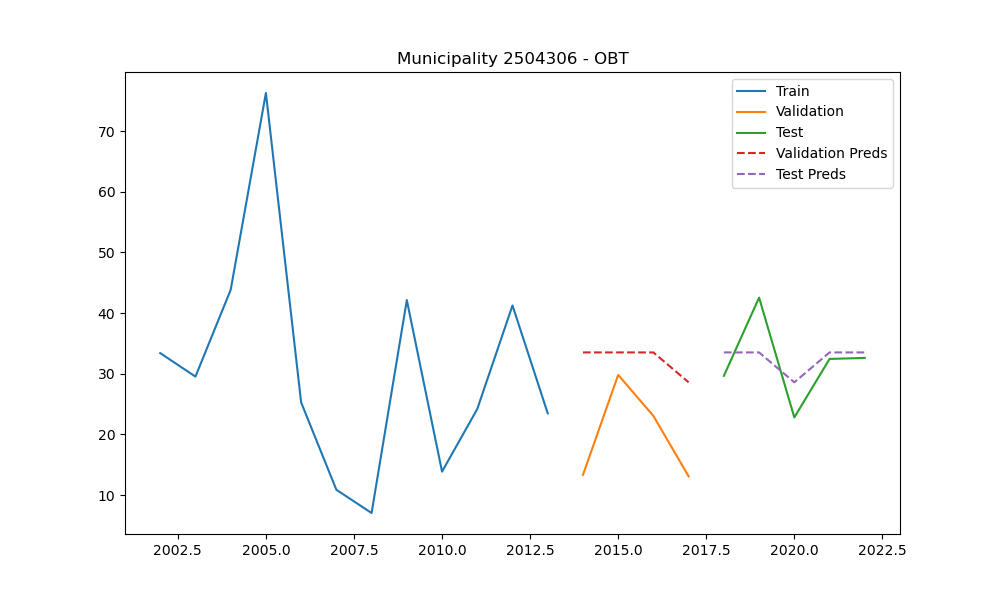 Municipality 2504306 - OBT
Train
Validation
Test
Validation Preds
Test Preds
70
60
50
40
30
20
10
2002.5 2005.0 2007.5 2010.0 2012.5 2015.0 2017.5 2020.0 2022.5